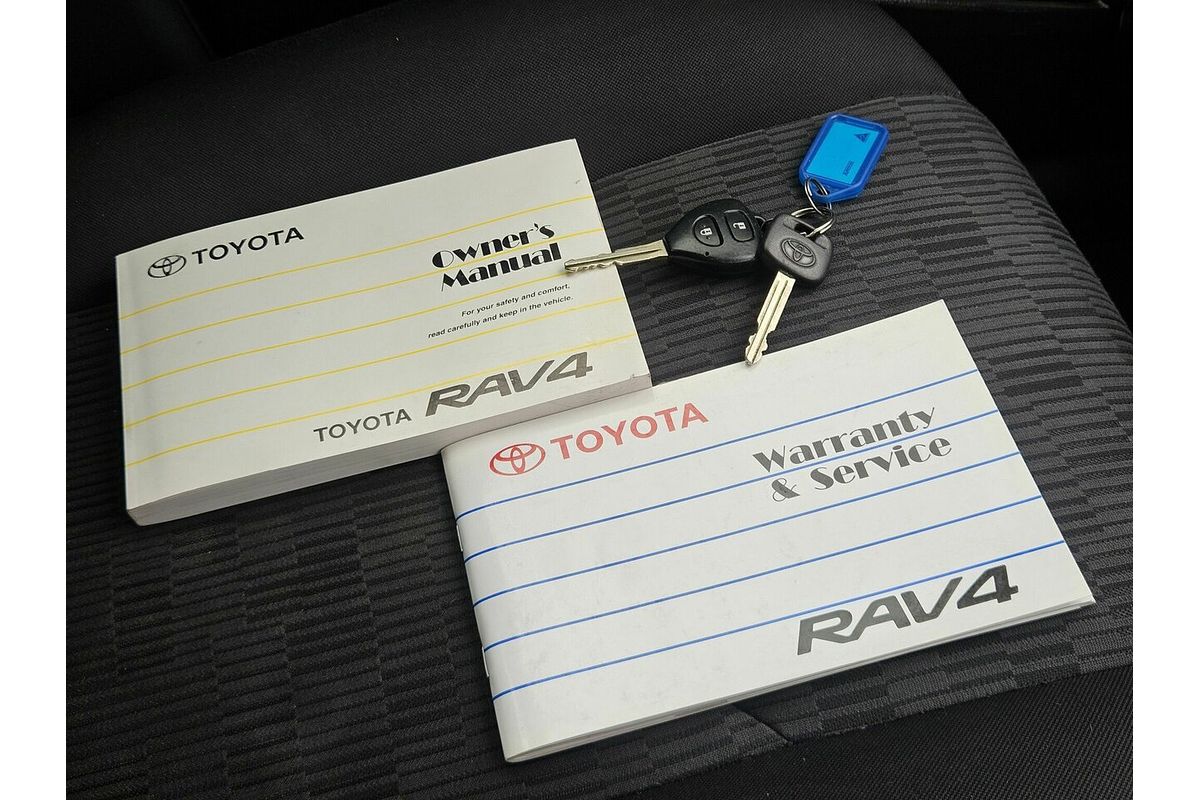 TOYOTA
Owner's
Manual
For your safety and comfort,
read carefully and keep in the vehicle.
TOYOTA RAV4
TOYOTA
Warranty
& Service
RAV4